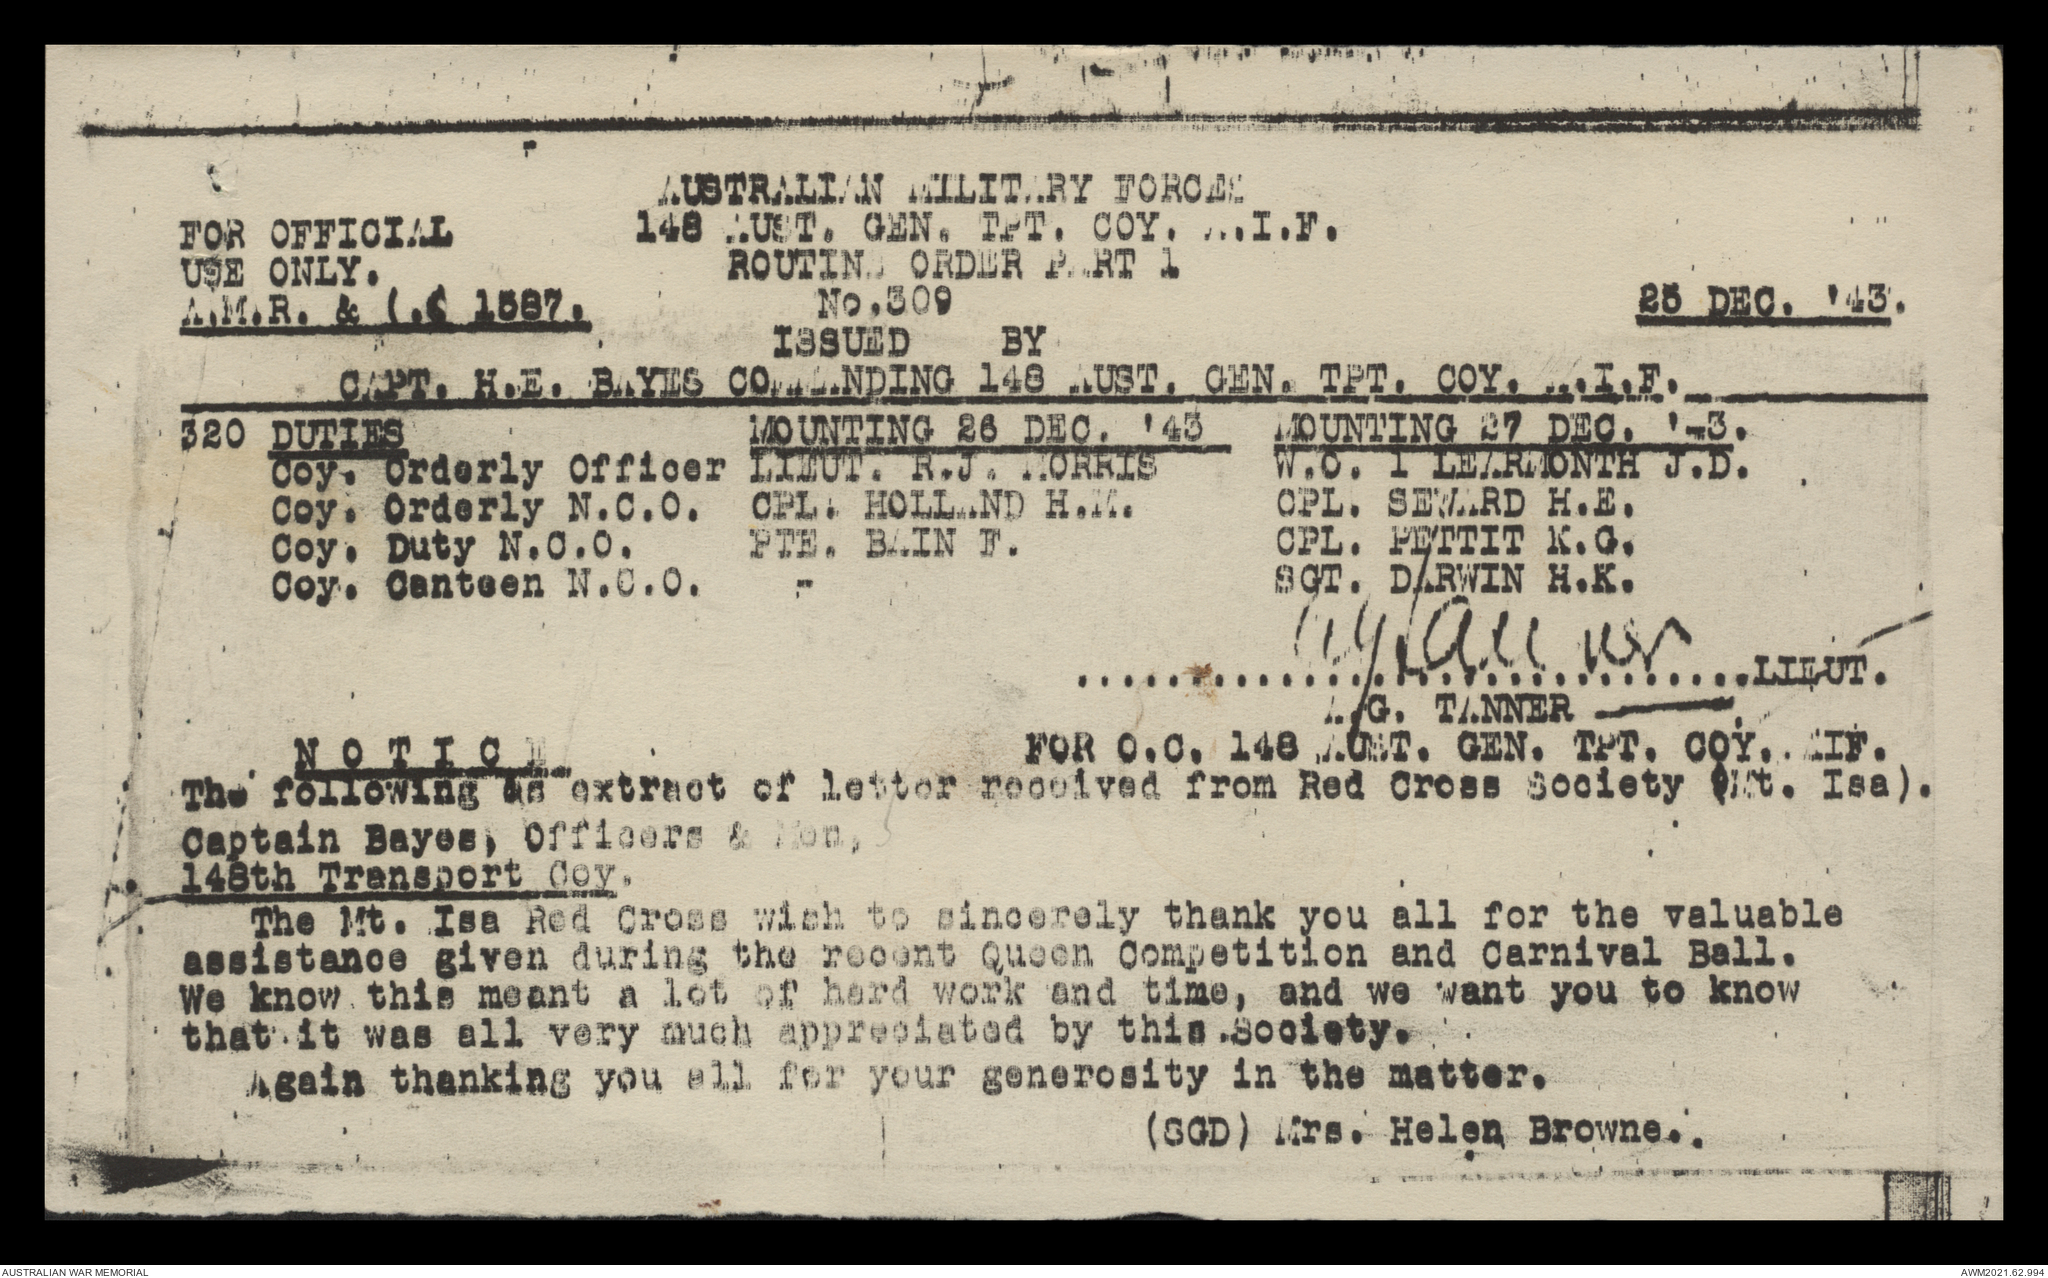 AUSTRALIAN MILITARY FORCES
FOR OFFICIAL 148 AUST. GEN. TPT. COY. A.I.F.
USE ONLY. ROUTINE ORDER PART 1
A.M.R. & 1587. No.309 25 DEC. '43.
ISSUED BY
CAPT. H.E. BAYES COMMANDING 148 AUST. GEN. TPT. COY. A.I.F.
320 DUTIES MOUNTING 26 DEC. '43 MOUNTING 27 DEC. '43.
Coy. Orderly Officer LIEUT. R.J. MORRIS W.O. 1 LEARMONTH J.D.
Coy. Orderly N.C.O. CPL. HOLLAND H.M. CPL. SEWARD H.E.
Coy. Duty N.C.O. PTE. BAIN F. CPL. PETTIT K.G.
Coy. Canteen N.C.O. - SGT. DARWIN H.K.
.............................LIEUT.
A.G. TANNER
FOR O.C. 148 AUST. GEN. TPT. COY. AIF.
N O T I C E
The following is extract of letter received from Red Cross Society (Mt. Isa).
Captain Bayes, Officers & Men,
148th Transport Coy.
The Mt. Isa Red Cross wish to sincerely thank you all for the valuable
assistance given during the recent Queen Competition and Carnival Ball.
We know this meant a lot of hard work and time, and we want you to know
that it was all very much appreciated by this Society.
Again thanking you all for your generosity in the matter.
(SGD) Mrs. Helen Browne.
AUSTRALIAN WAR MEMORIAL AWM2021.62.994